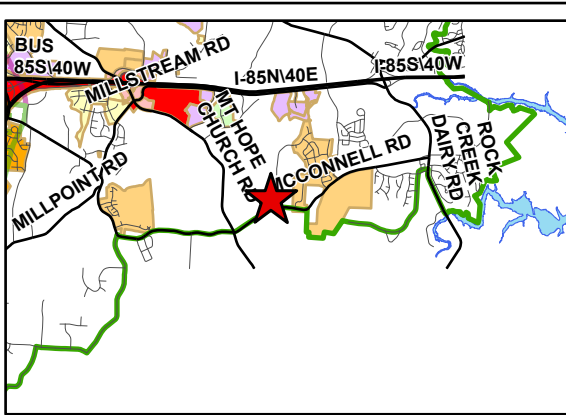 BUS
85S\40W
MILLSTREAM RD
I-85N\40E
I-85S\40W
MT HOPE
CHURCH RD
MCCONNELL RD
ROCK
CREEK
DAIRY RD
MILLPOINT RD